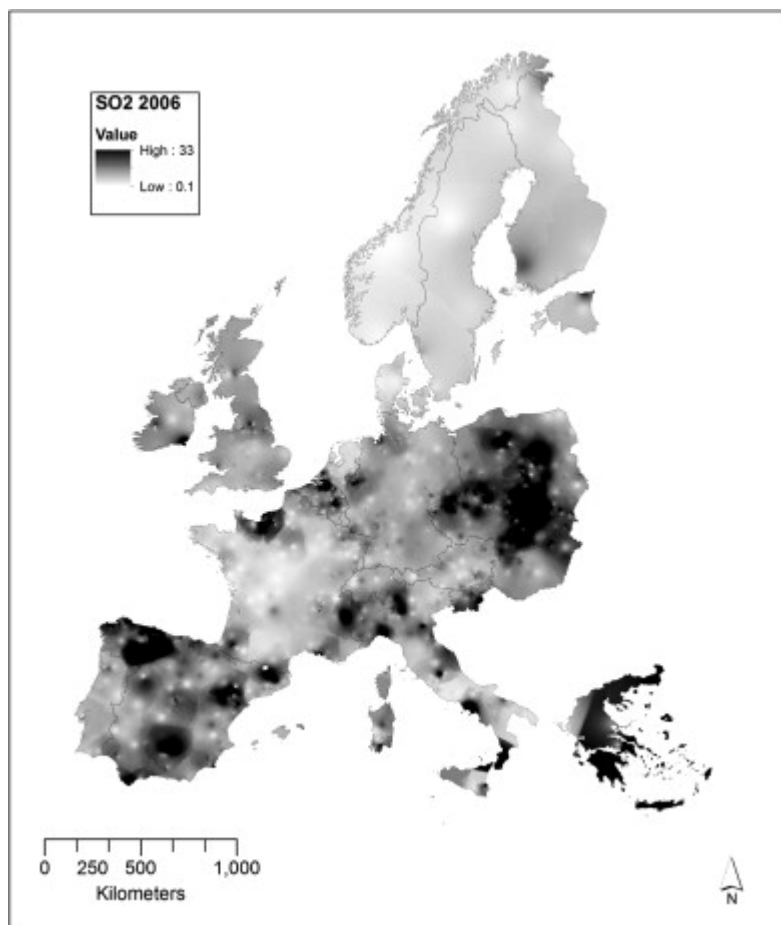 SO2 2006
Value
High : 33
Low : 0.1
0 250 500 1,000
Kilometers
N